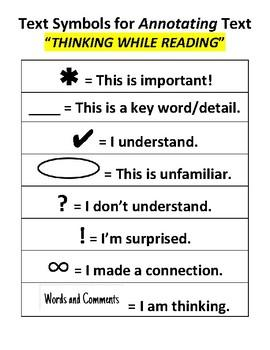 Text Symbols for Annotating Text
“THINKING WHILE READING”
✱ = This is important!
____ = This is a key word/detail.
✔ = I understand.
= This is unfamiliar.
? = I don’t understand.
! = I’m surprised.
∞ = I made a connection.
Words and Comments = I am thinking.